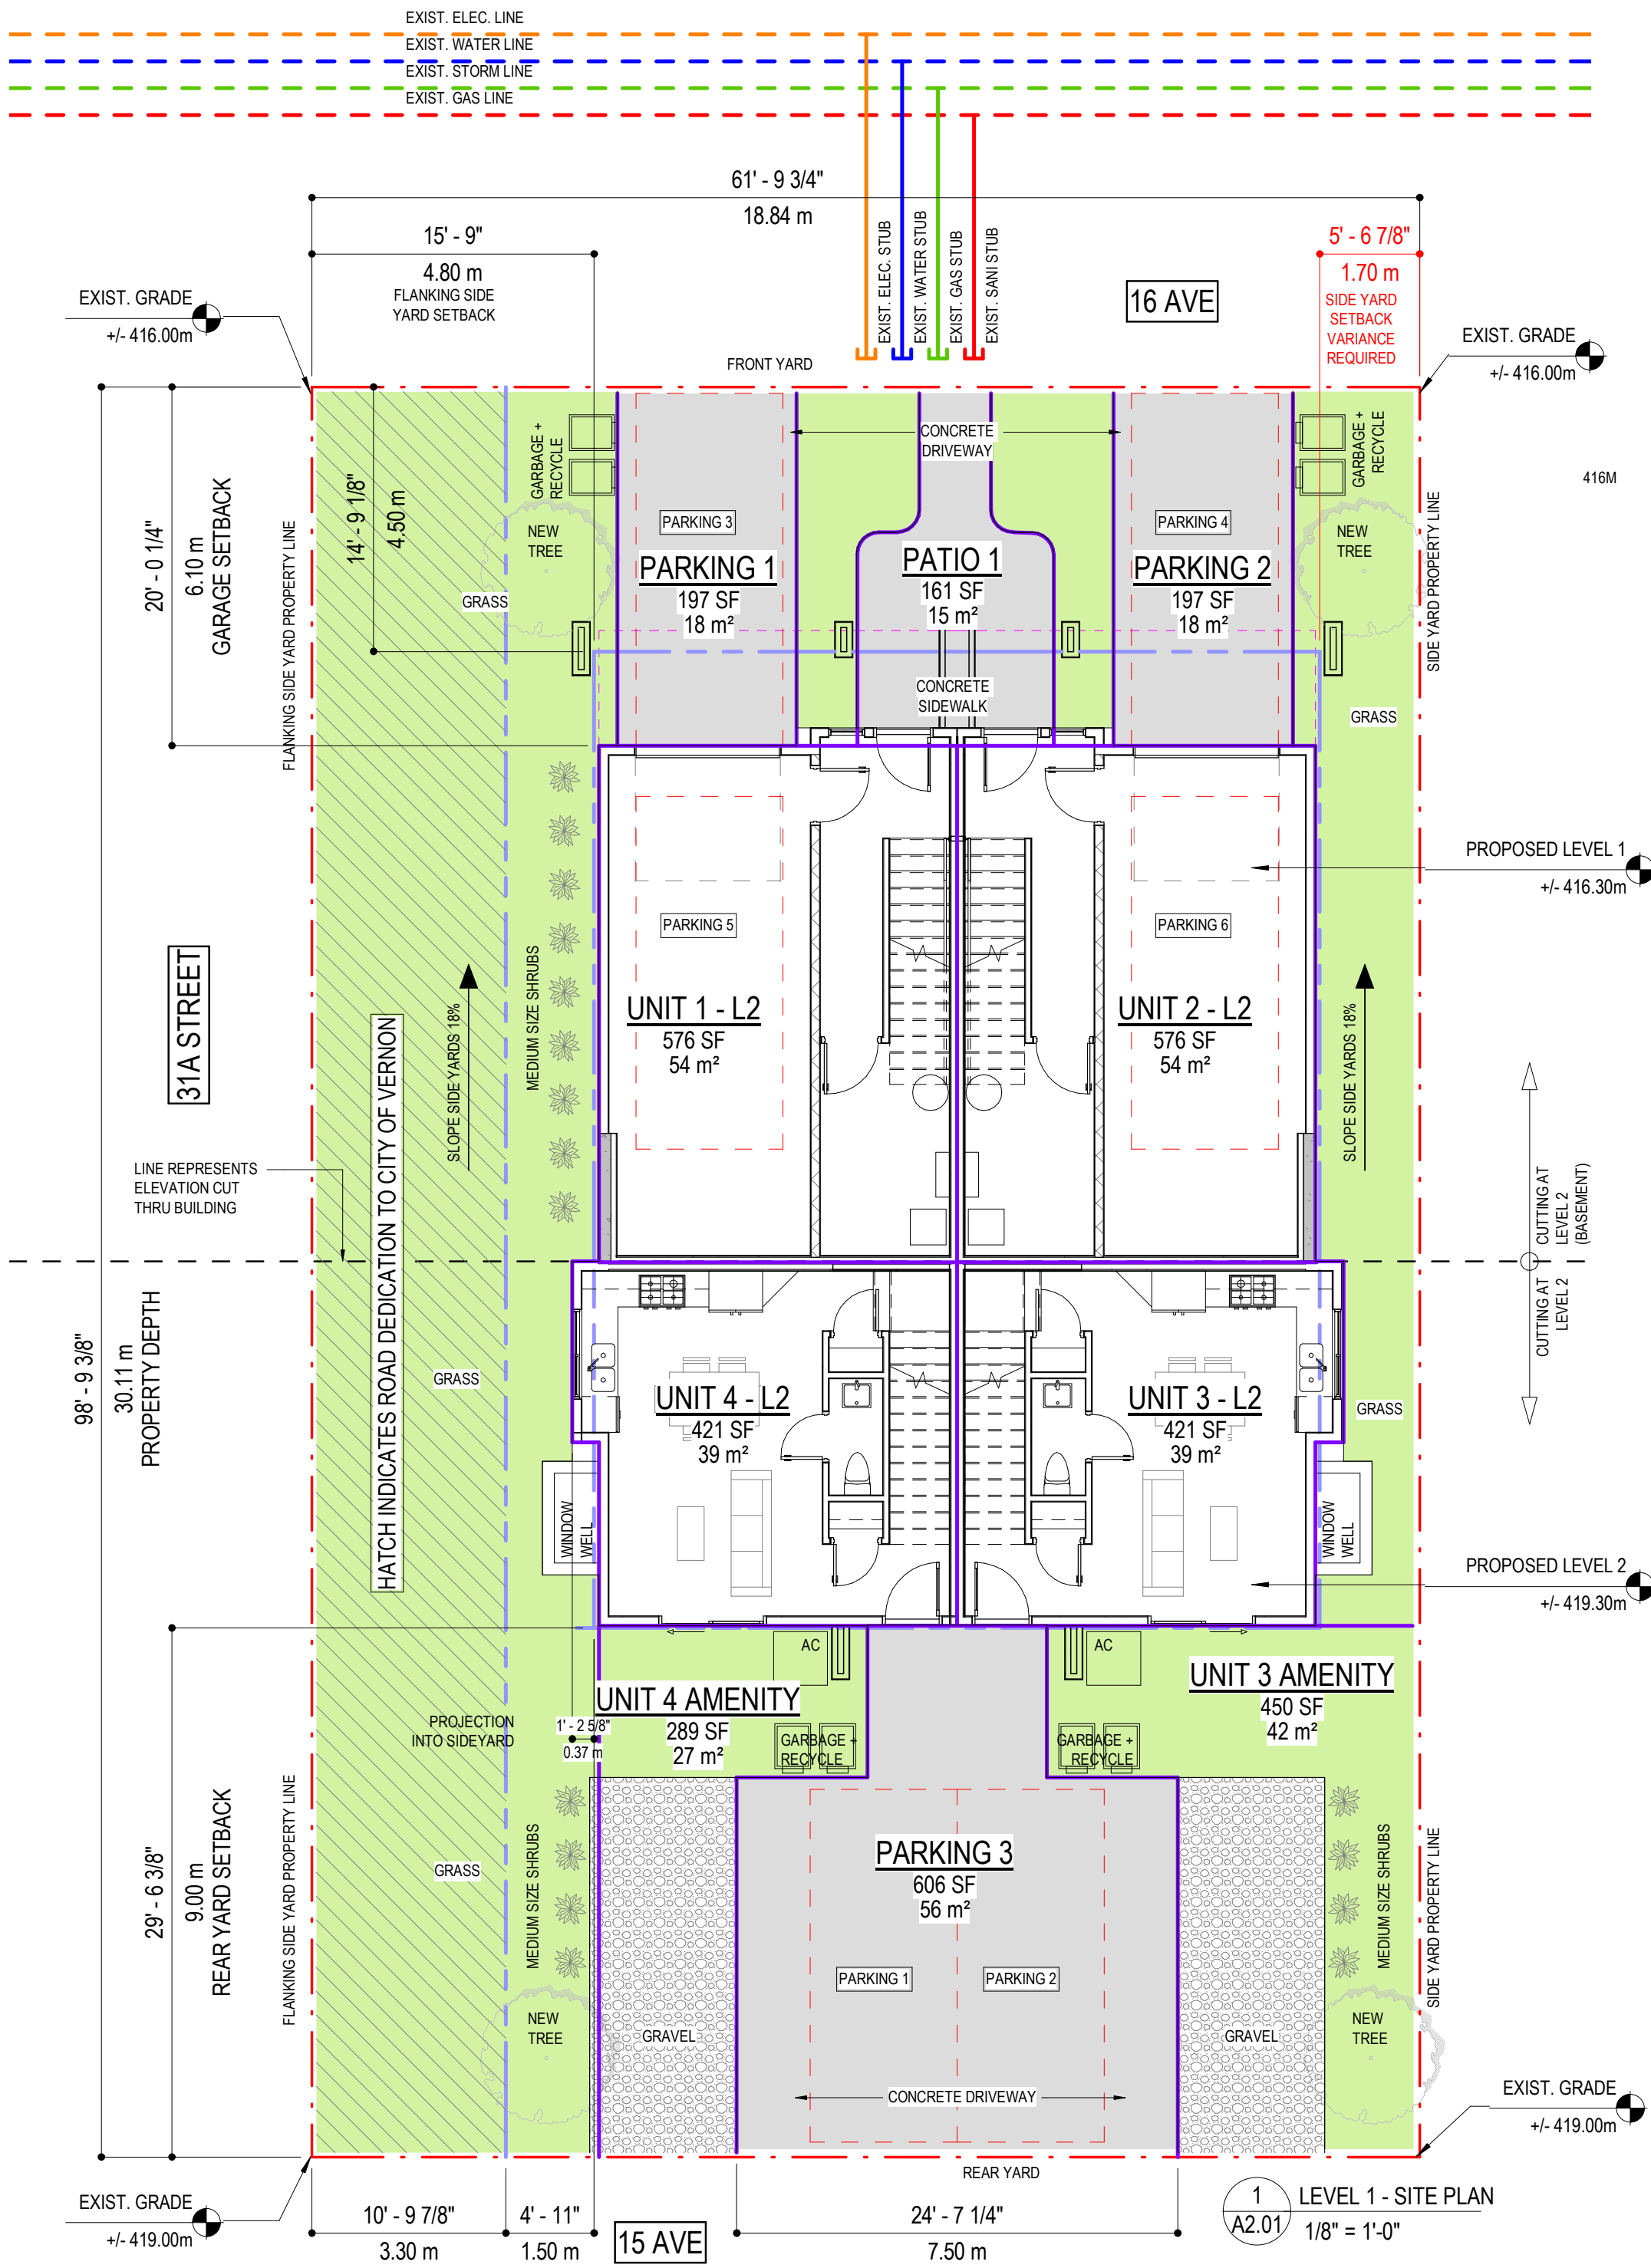 EXIST. ELEC. LINE
EXIST. WATER LINE
EXIST. STORM LINE
EXIST. GAS LINE
61' - 9 3/4"
18.84 m
15' - 9"
4.80 m
FLANKING SIDE
YARD SETBACK
EXIST. ELEC. STUB
EXIST. WATER STUB
EXIST. GAS STUB
EXIST. SANI STUB
16 AVE
5' - 6 7/8"
1.70 m
SIDE YARD
SETBACK
VARIANCE
REQUIRED
EXIST. GRADE
+/- 416.00m
EXIST. GRADE
+/- 416.00m
FRONT YARD
GARBAGE +
RECYCLE
CONCRETE
DRIVEWAY
GARBAGE +
RECYCLE
416M
20' - 0 1/4"
6.10 m
GARAGE SETBACK
14' - 9 1/8"
4.50 m
FLANKING SIDE YARD PROPERTY LINE
SIDE YARD PROPERTY LINE
NEW
TREE
PARKING 3
PARKING 4
NEW
TREE
PARKING 1
197 SF
18 m²
PATIO 1
161 SF
15 m²
PARKING 2
197 SF
18 m²
GRASS
CONCRETE
SIDEWALK
GRASS
PROPOSED LEVEL 1
+/- 416.30m
PARKING 5
PARKING 6
31A STREET
MEDIUM SIZE SHRUBS
SLOPE SIDE YARDS 18%
UNIT 1 - L2
576 SF
54 m²
UNIT 2 - L2
576 SF
54 m²
SLOPE SIDE YARDS 18%
HATCH INDICATES ROAD DEDICATION TO CITY OF VERNON
LINE REPRESENTS
ELEVATION CUT
THRU BUILDING
CUTTING AT
LEVEL 2
(BASEMENT)
CUTTING AT
LEVEL 2
98' - 9 3/8"
30.11 m
PROPERTY DEPTH
GRASS
UNIT 4 - L2
421 SF
39 m²
UNIT 3 - L2
421 SF
39 m²
GRASS
WINDOW
WELL
WINDOW
WELL
PROPOSED LEVEL 2
+/- 419.30m
AC
AC
UNIT 4 AMENITY
289 SF
27 m²
UNIT 3 AMENITY
450 SF
42 m²
PROJECTION
INTO SIDEYARD
1' - 2 5/8"
0.37 m
GARBAGE +
RECYCLE
GARBAGE +
RECYCLE
29' - 6 3/8"
9.00 m
REAR YARD SETBACK
FLANKING SIDE YARD PROPERTY LINE
GRASS
MEDIUM SIZE SHRUBS
PARKING 3
606 SF
56 m²
MEDIUM SIZE SHRUBS
SIDE YARD PROPERTY LINE
PARKING 1
PARKING 2
NEW
TREE
GRAVEL
GRAVEL
NEW
TREE
CONCRETE DRIVEWAY
EXIST. GRADE
+/- 419.00m
REAR YARD
EXIST. GRADE
+/- 419.00m
10' - 9 7/8"
3.30 m
4' - 11"
1.50 m
15 AVE
24' - 7 1/4"
7.50 m
1
A2.01
LEVEL 1 - SITE PLAN
1/8" = 1'-0"